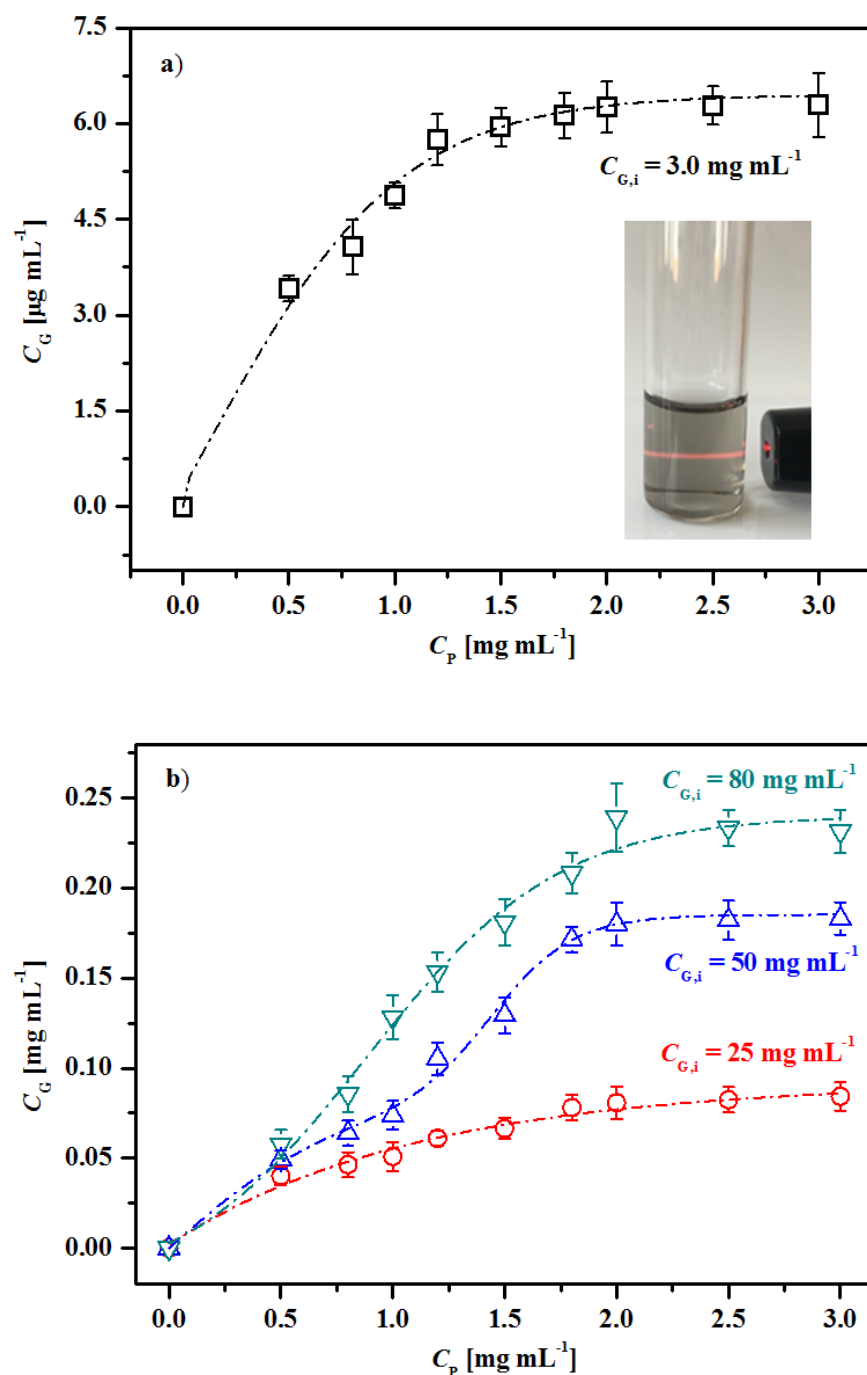 a)
7.5
6.0
4.5
3.0
1.5
0.0
C_G [µg mL⁻¹]
C_G,i = 3.0 mg mL⁻¹
0.0 0.5 1.0 1.5 2.0 2.5 3.0
C_P [mg mL⁻¹]
b)
C_G,i = 80 mg mL⁻¹
0.25
0.20
0.15
0.10
0.05
0.00
C_G [mg mL⁻¹]
C_G,i = 50 mg mL⁻¹
C_G,i = 25 mg mL⁻¹
0.0 0.5 1.0 1.5 2.0 2.5 3.0
C_P [mg mL⁻¹]